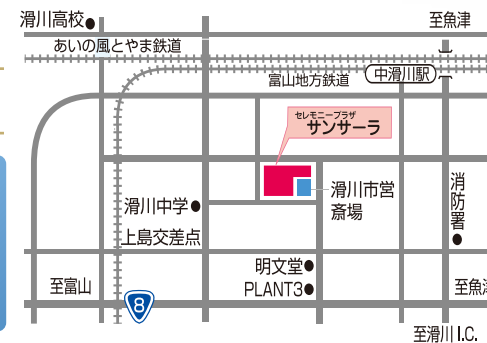 滑川高校
至魚津
あいの風とやま鉄道
富山地方鉄道
中滑川駅
セレモニープラザ
サンサーラ
滑川市営
斎場
消防署
滑川中学
上島交差点
明文堂
PLANT3
至富山
8
至魚津
至滑川I.C.